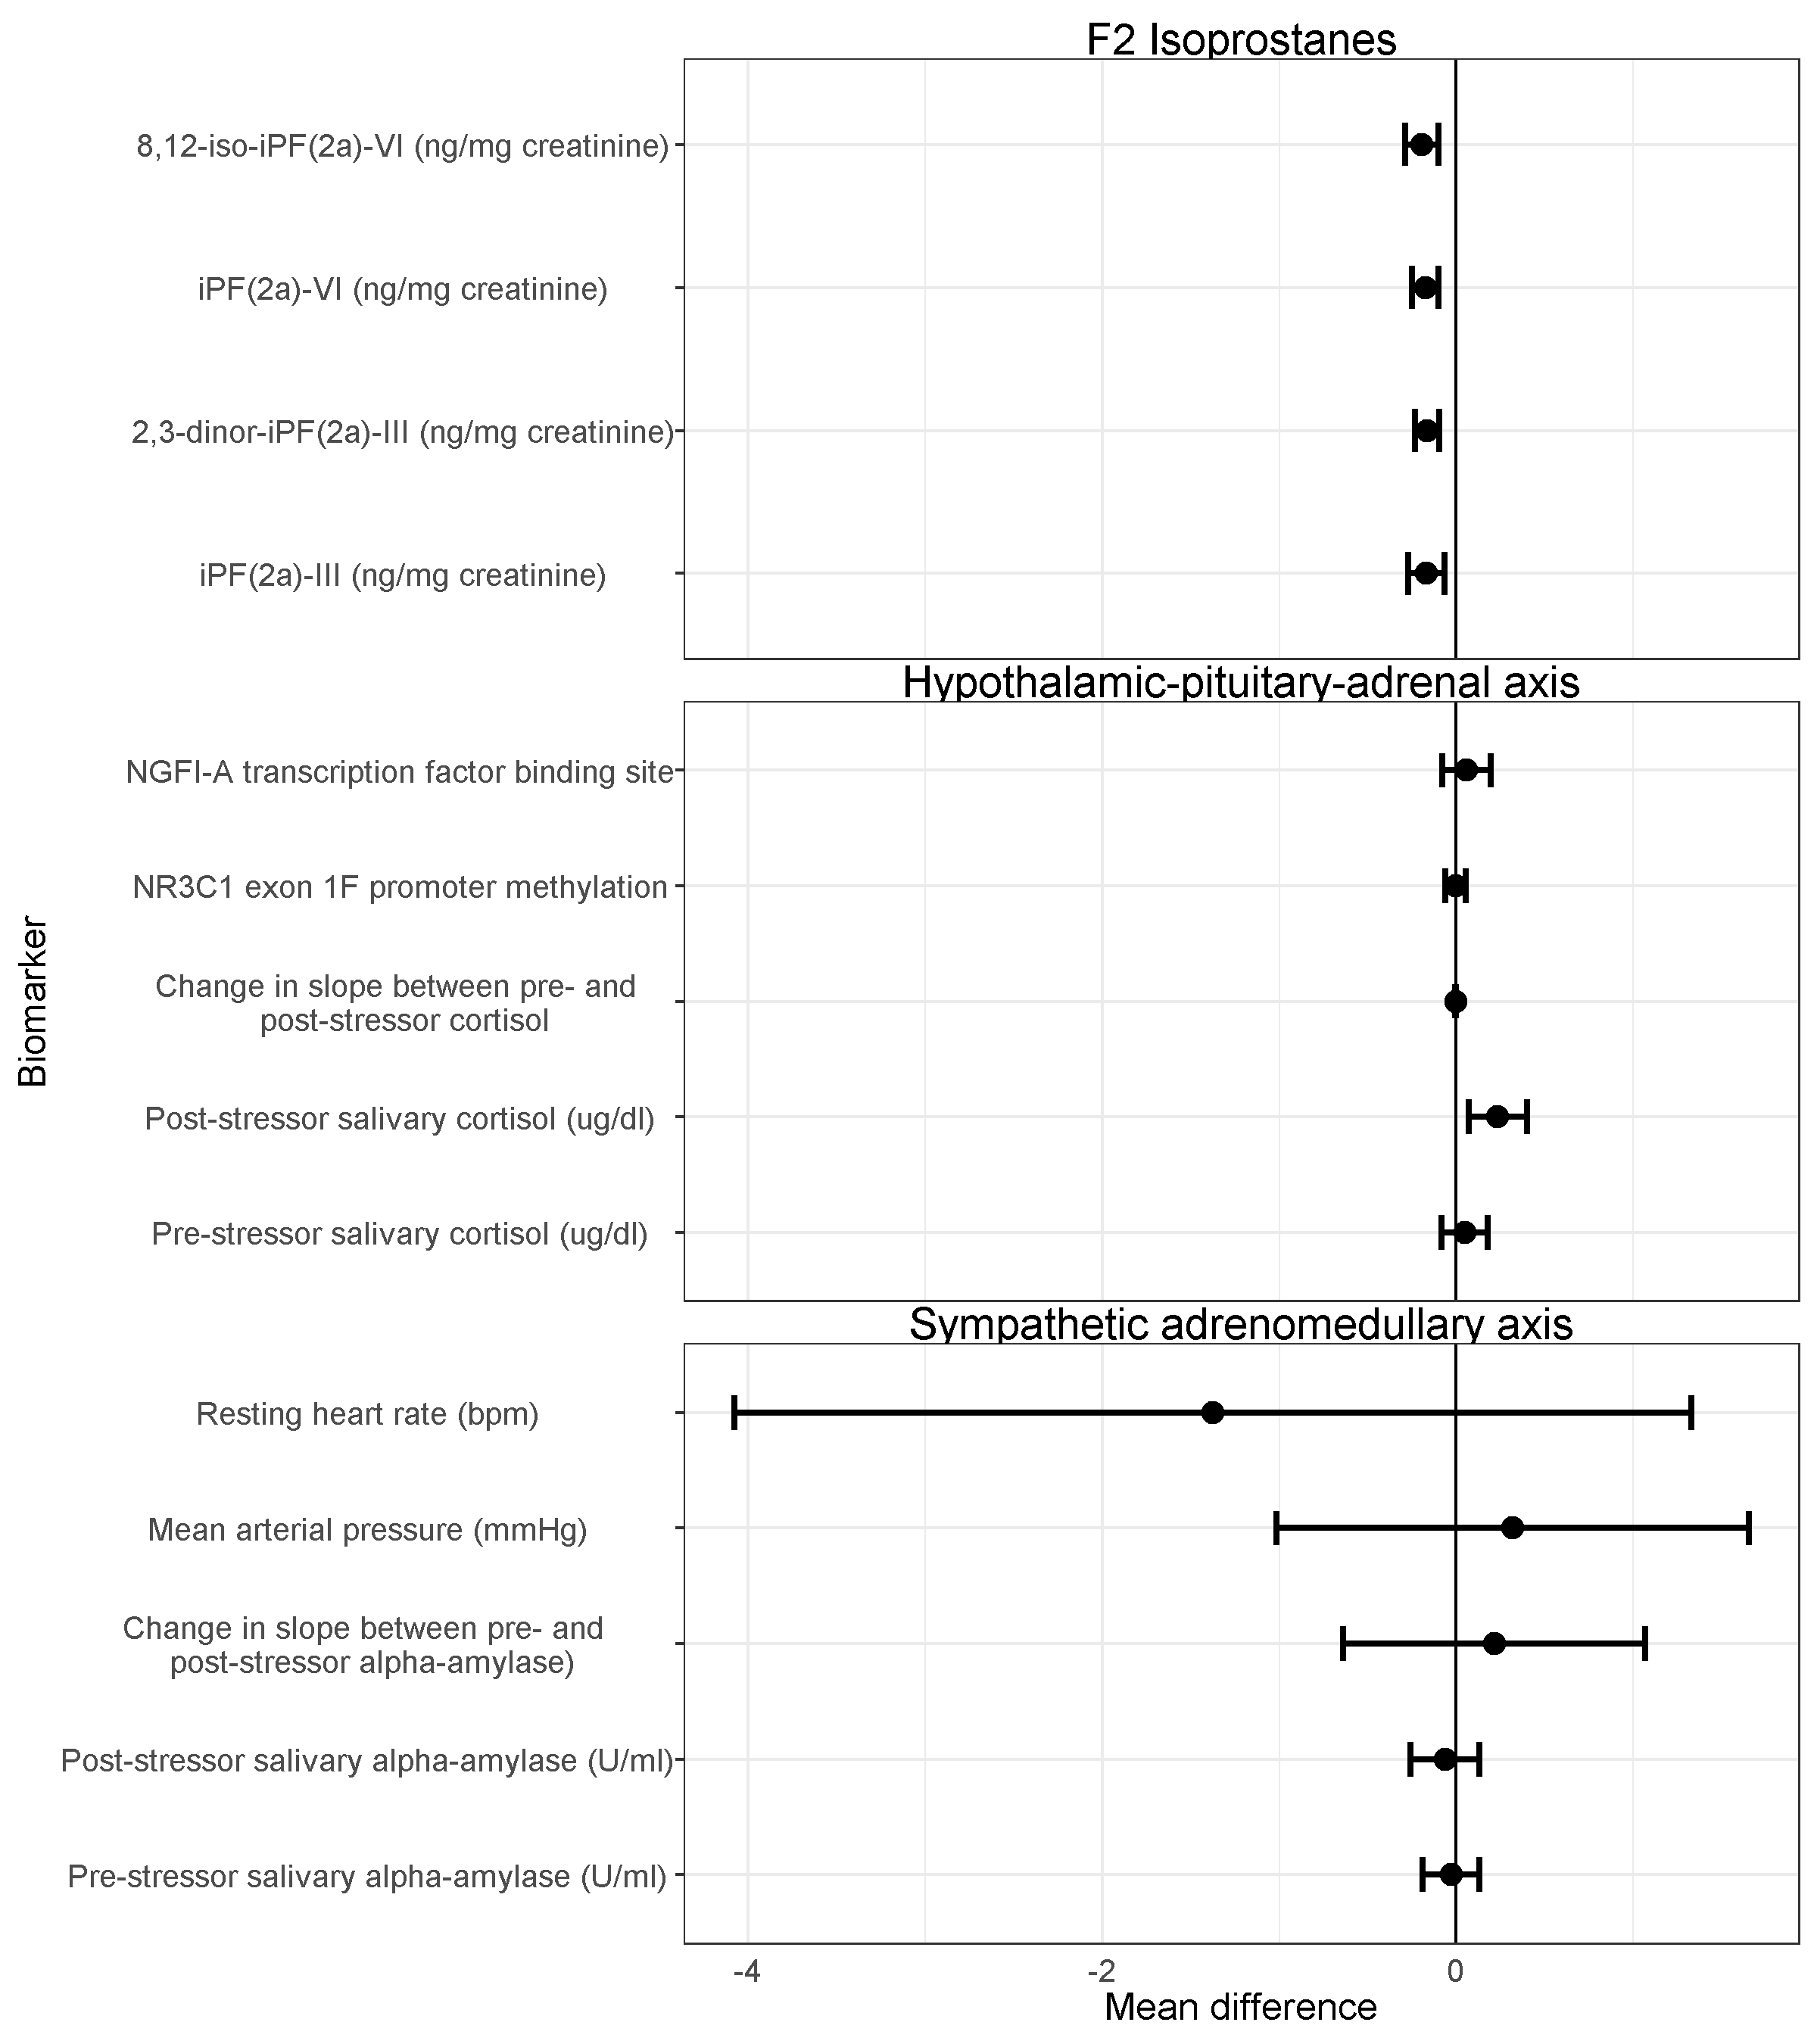 F2 Isoprostanes
8,12-iso-iPF(2a)-VI (ng/mg creatinine)
iPF(2a)-VI (ng/mg creatinine)
2,3-dinor-iPF(2a)-III (ng/mg creatinine)
iPF(2a)-III (ng/mg creatinine)
Hypothalamic-pituitary-adrenal axis
NGFI-A transcription factor binding site
NR3C1 exon 1F promoter methylation
Change in slope between pre- and
post-stressor cortisol
Post-stressor salivary cortisol (ug/dl)
Pre-stressor salivary cortisol (ug/dl)
Biomarker
Sympathetic adrenomedullary axis
Resting heart rate (bpm)
Mean arterial pressure (mmHg)
Change in slope between pre- and
post-stressor alpha-amylase)
Post-stressor salivary alpha-amylase (U/ml)
Pre-stressor salivary alpha-amylase (U/ml)
-4 -2 0
Mean difference